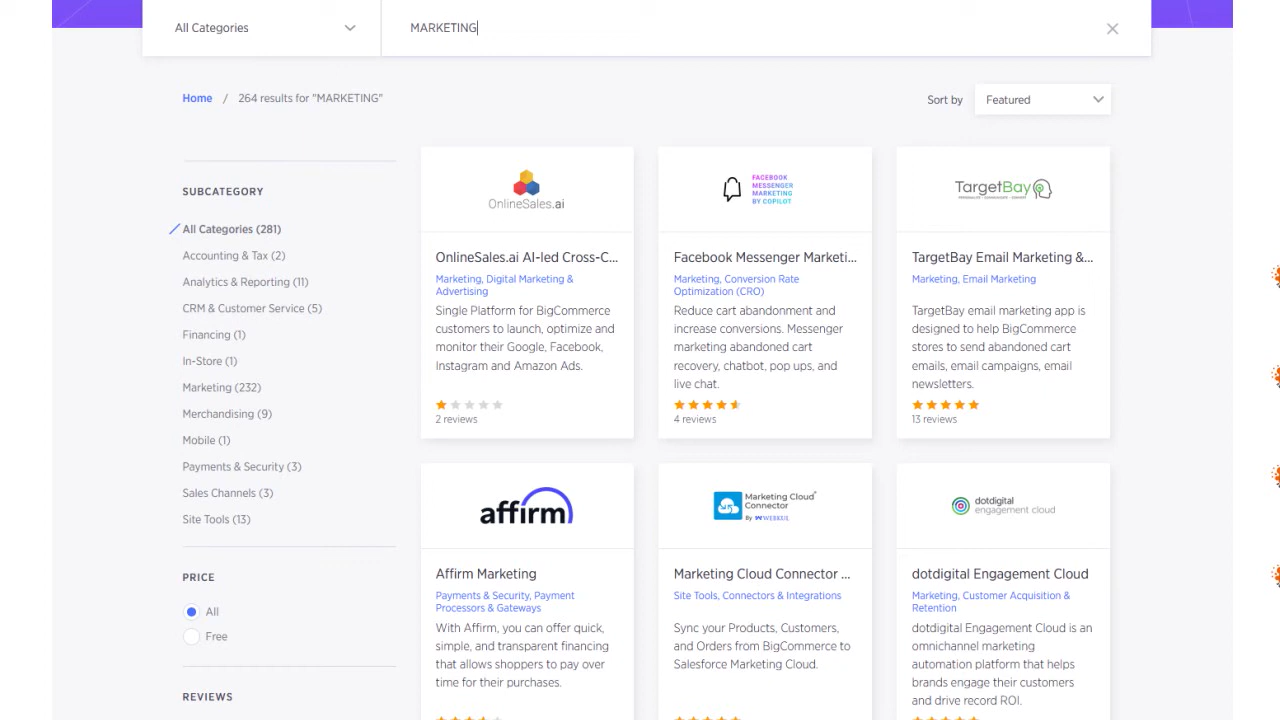 All Categories
MARKETING
Home / 264 results for "MARKETING"
Sort by
Featured
SUBCATEGORY
All Categories (281)
Accounting & Tax (2)
Analytics & Reporting (11)
CRM & Customer Service (5)
Financing (1)
In-Store (1)
Marketing (232)
Merchandising (9)
Mobile (1)
Payments & Security (3)
Sales Channels (3)
Site Tools (13)
PRICE
All
Free
REVIEWS
OnlineSales.ai
OnlineSales.ai AI-led Cross-C...
Marketing, Digital Marketing &
Advertising
Single Platform for BigCommerce
customers to launch, optimize and
monitor their Google, Facebook,
Instagram and Amazon Ads.
2 reviews
FACEBOOK
MESSENGER
MARKETING
BY COPILOT
Facebook Messenger Marketi...
Marketing, Conversion Rate
Optimization (CRO)
Reduce cart abandonment and
increase conversions. Messenger
marketing abandoned cart
recovery, chatbot, pop ups, and
live chat.
4 reviews
TargetBay
TargetBay Email Marketing &...
Marketing, Email Marketing
TargetBay email marketing app is
designed to help BigCommerce
stores to send abandoned cart
emails, email campaigns, email
newsletters.
13 reviews
affirm
Affirm Marketing
Payments & Security, Payment
Processors & Gateways
With Affirm, you can offer quick,
simple, and transparent financing
that allows shoppers to pay over
time for their purchases.
Marketing Cloud
Connector
By WEBKUL
Marketing Cloud Connector ...
Site Tools, Connectors & Integrations
Sync your Products, Customers,
and Orders from BigCommerce to
Salesforce Marketing Cloud.
dotdigital
engagement cloud
dotdigital Engagement Cloud
Marketing, Customer Acquisition &
Retention
dotdigital Engagement Cloud is an
omnichannel marketing
automation platform that helps
brands engage their customers
and drive record ROI.